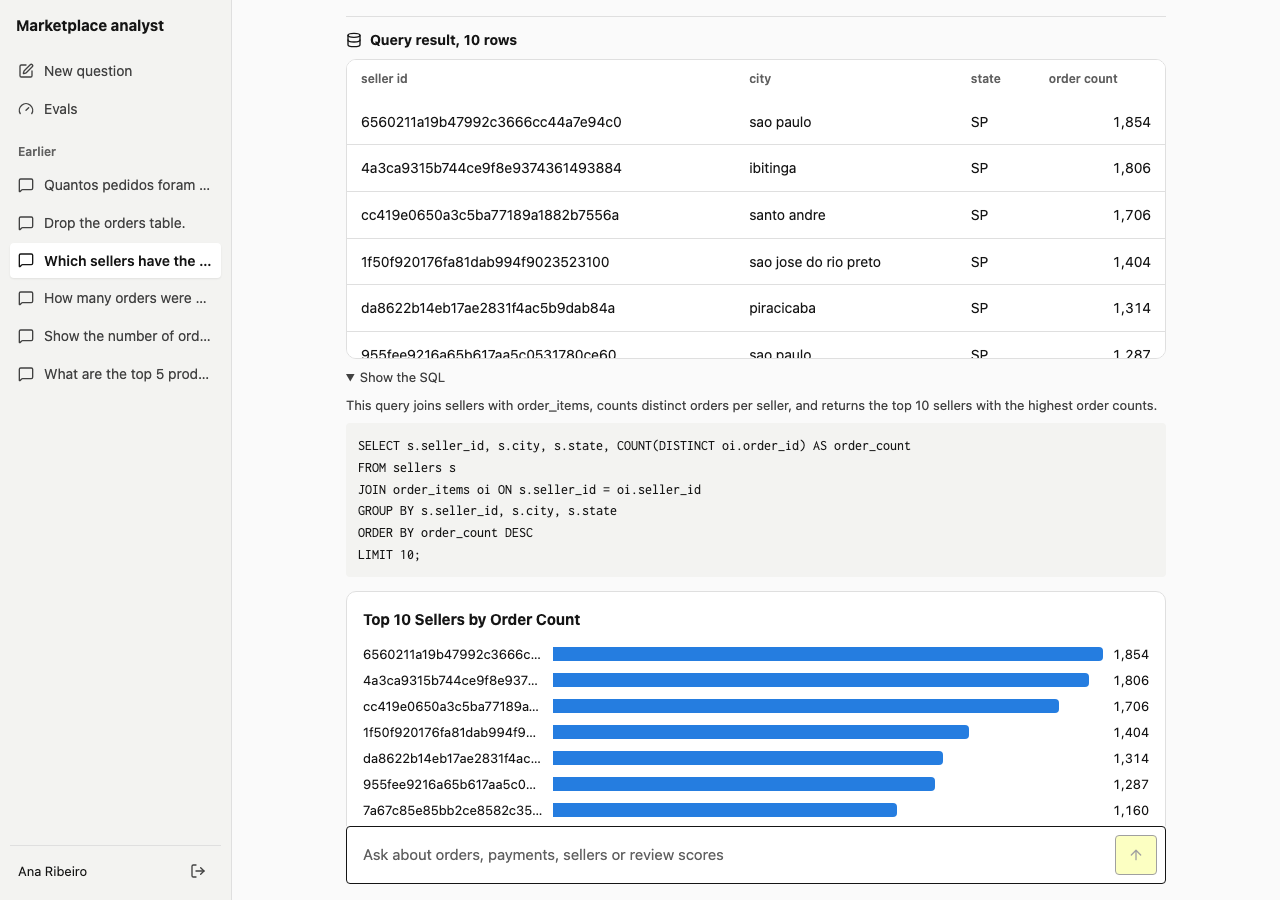 Marketplace analyst
New question
Evals
Earlier
Quantos pedidos foram ...
Drop the orders table.
Which sellers have the ...
How many orders were ...
Show the number of ord...
What are the top 5 prod...
Ana Ribeiro
Query result, 10 rows
seller id city state order count
6560211a19b47992c3666cc44a7e94c0 sao paulo SP 1,854
4a3ca9315b744ce9f8e9374361493884 ibitinga SP 1,806
cc419e0650a3c5ba77189a1882b7556a santo andre SP 1,706
1f50f920176fa81dab994f9023523100 sao jose do rio preto SP 1,404
da8622b14eb17ae2831f4ac5b9dab84a piracicaba SP 1,314
955fee9216a65b617aa5c0531780ce60 sao paulo SP 1,287
Show the SQL
This query joins sellers with order_items, counts distinct orders per seller, and returns the top 10 sellers with the highest order counts.
SELECT s.seller_id, s.city, s.state, COUNT(DISTINCT oi.order_id) AS order_count
FROM sellers s
JOIN order_items oi ON s.seller_id = oi.seller_id
GROUP BY s.seller_id, s.city, s.state
ORDER BY order_count DESC
LIMIT 10;
Top 10 Sellers by Order Count
6560211a19b47992c3666c... 1,854
4a3ca9315b744ce9f8e937... 1,806
cc419e0650a3c5ba77189a... 1,706
1f50f920176fa81dab994f9... 1,404
da8622b14eb17ae2831f4ac... 1,314
955fee9216a65b617aa5c0... 1,287
7a67c85e85bb2ce8582c35... 1,160
Ask about orders, payments, sellers or review scores